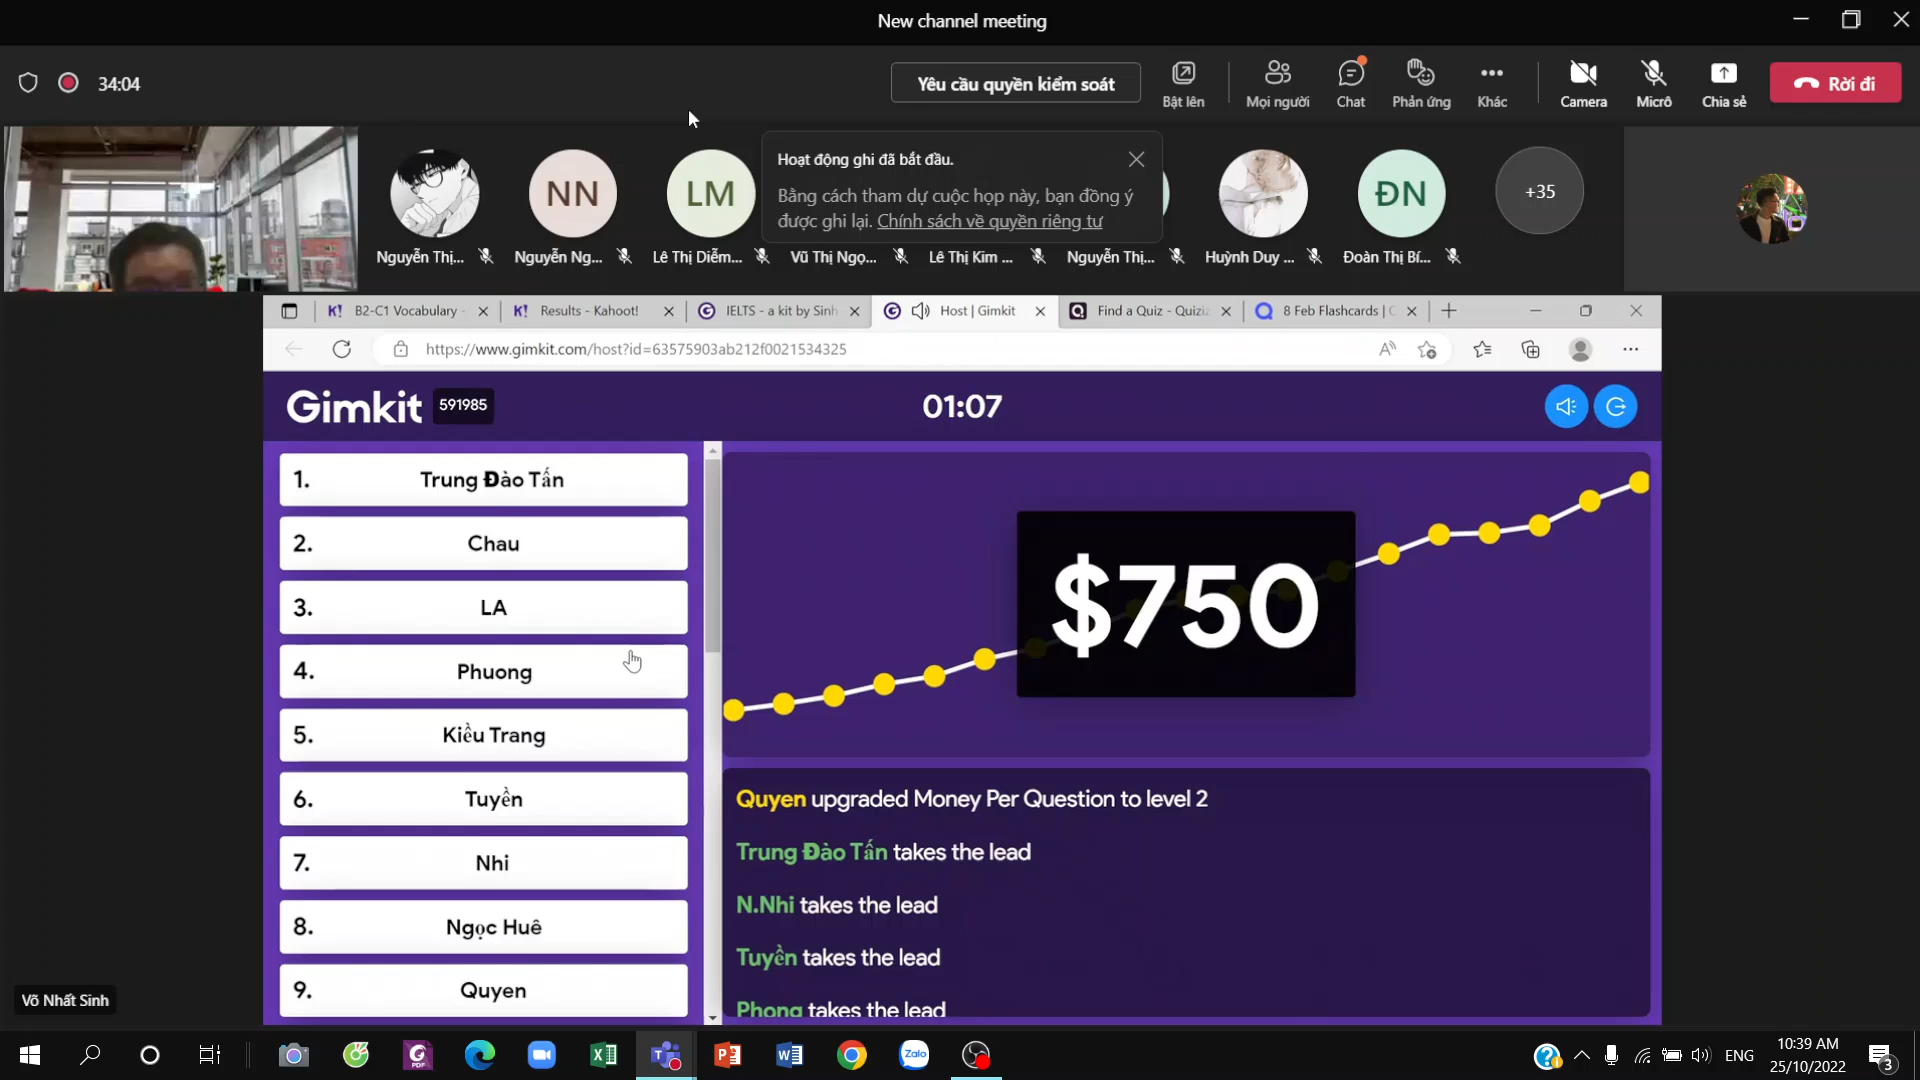 New channel meeting
34:04
Yêu cầu quyền kiểm soát
Bật lên
Mọi người
Chat
Phản ứng
Khác
Camera
Micrô
Chia sẻ
Rời đi
Hoạt động ghi đã bắt đầu.
Bằng cách tham dự cuộc họp này, bạn đồng ý
được ghi lại. Chính sách về quyền riêng tư
NN
LM
ĐN
+35
Nguyễn Thị...
Nguyễn Ng...
Lê Thị Diễm...
Vũ Thị Ngọ...
Lê Thị Kim ...
Nguyễn Thị...
Huỳnh Duy ...
Đoàn Thị Bí...
K! B2-C1 Vocabulary -
K! Results - Kahoot!
IELTS - a kit by Sinh
Host | Gimkit
Find a Quiz - Quiziz
8 Feb Flashcards |
https://www.gimkit.com/host?id=63575903ab212f0021534325
Gimkit
591985
01:07
1. Trung Đào Tấn
2. Chau
3. LA
4. Phuong
5. Kiều Trang
6. Tuyền
7. Nhi
8. Ngọc Huê
9. Quyen
$750
Quyen upgraded Money Per Question to level 2
Trung Đào Tấn takes the lead
N.Nhi takes the lead
Tuyền takes the lead
Phong takes the lead
Võ Nhất Sinh
PDF
Zalo
ENG
10:39 AM
25/10/2022
3